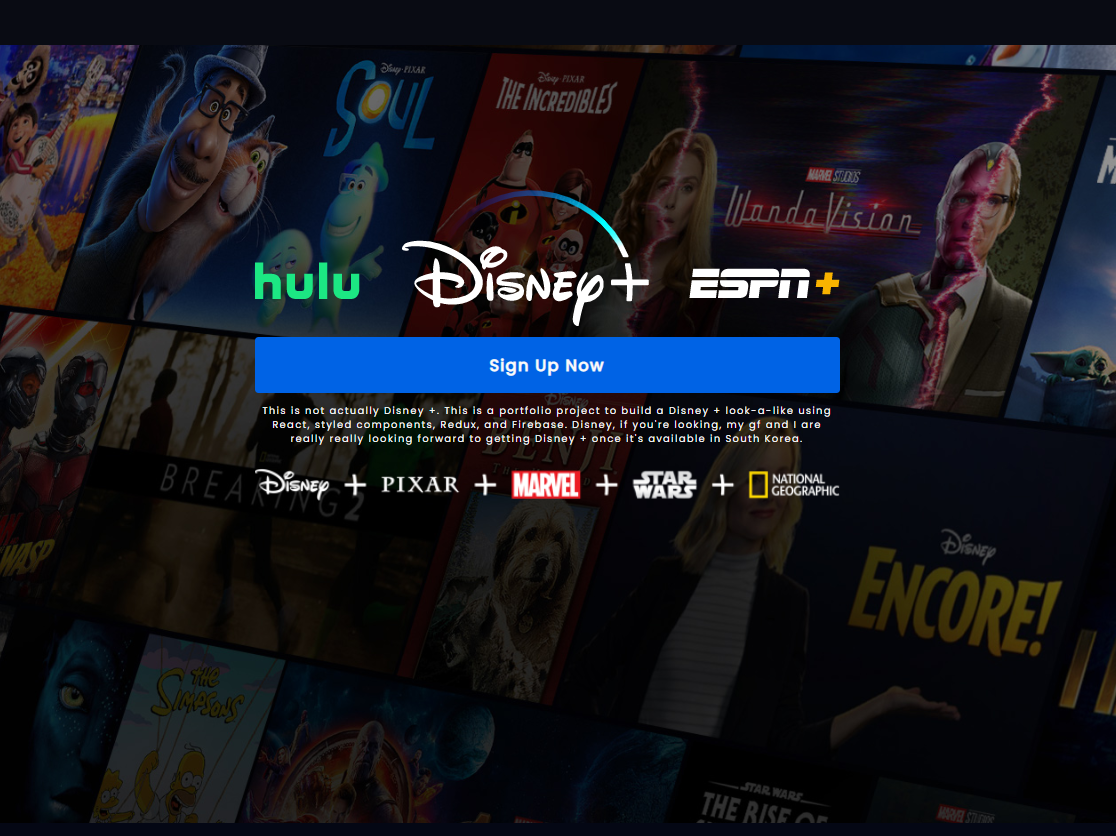 Disney · PIXAR
SOUL
Disney · PIXAR
THE INCREDIBLES
MARVEL STUDIOS
WandaVision
hulu
Disney+
ESPN+
Sign Up Now
This is not actually Disney +. This is a portfolio project to build a Disney + look-a-like using
React, styled components, Redux, and Firebase. Disney, if you're looking, my gf and I are
really really looking forward to getting Disney + once it's available in South Korea.
Disney
BENJI
BREAKING2
Disney + PIXAR + MARVEL + STAR WARS + NATIONAL GEOGRAPHIC
WASP
Disney
ENCORE!
THE
SIMPSONS
STAR WARS
THE RISE OF
MARVEL STUDIOS